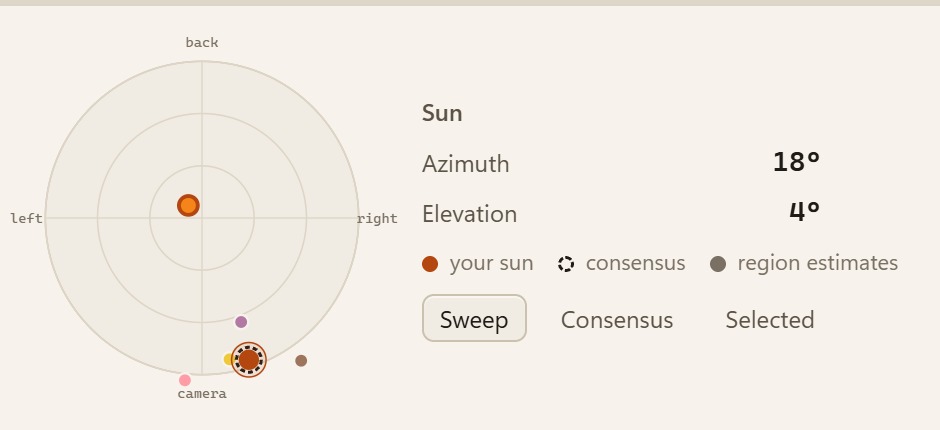 back
left
right
camera
Sun
Azimuth 18°
Elevation 4°
your sun consensus region estimates
Sweep Consensus Selected